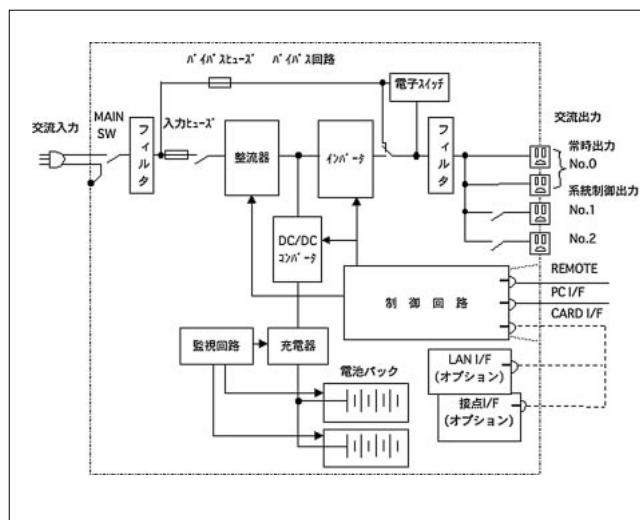 バイパスヒューズ バイパス回路
電子スイッチ
交流入力
MAIN
SW
フィルタ
入力ヒューズ
整流器
インバータ
フィルタ
交流出力
常時出力
No.0
系統制御出力
No.1
No.2
DC/DC
コンバータ
制御回路
REMOTE
PC I/F
CARD I/F
監視回路
充電器
電池パック
LAN I/F
(オプション)
接点I/F
(オプション)